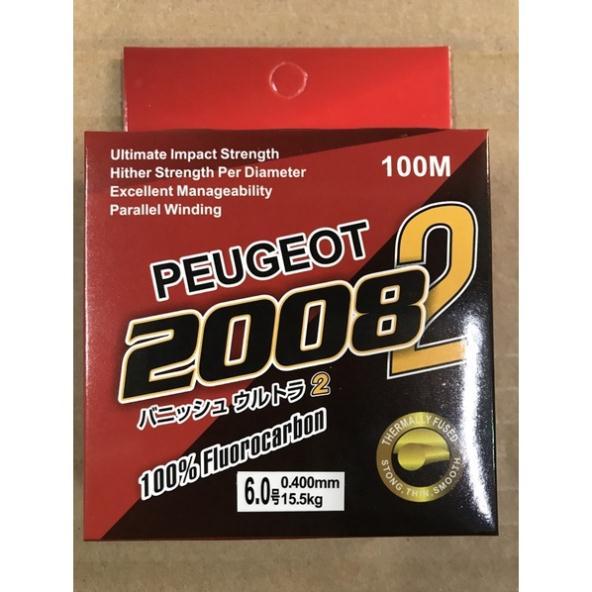 Ultimate Impact Strength
Hither Strength Per Diameter
Excellent Manageability
Parallel Winding
100M
PEUGEOT
2008 2
バニッシュ ウルトラ 2
100% Fluorocarbon
6.0号 0.400mm
15.5kg
THERMALLY FUSED
STONG, THIN, SMOOTH